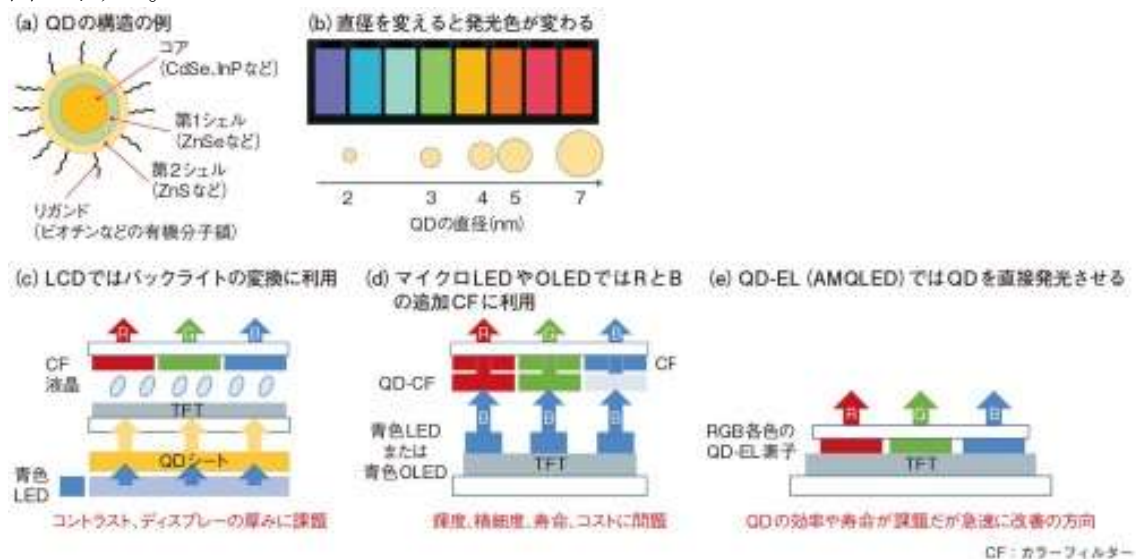 (a) QDの構造の例
コア
(CdSe、InPなど)
第1シェル
(ZnSeなど)
第2シェル
(ZnSなど)
リガンド
(ビオチンなどの有機分子鎖)
(b) 直径を変えると発光色が変わる
2 3 4 5 7
QDの直径(nm)
(c) LCDではバックライトの変換に利用
R G B
CF
液晶
TFT
QDシート
青色
LED
コントラスト、ディスプレーの厚みに課題
(d) マイクロLEDやOLEDではRとB
の追加CFに利用
R G B
CF
QD-CF
B B B
青色LED
または
青色OLED
TFT
輝度、精細度、寿命、コストに問題
(e) QD-EL (AMQLED)ではQDを直接発光させる
R G B
RGB各色の
QD-EL素子
TFT
QDの効率や寿命が課題だが急速に改善の方向
CF:カラーフィルター